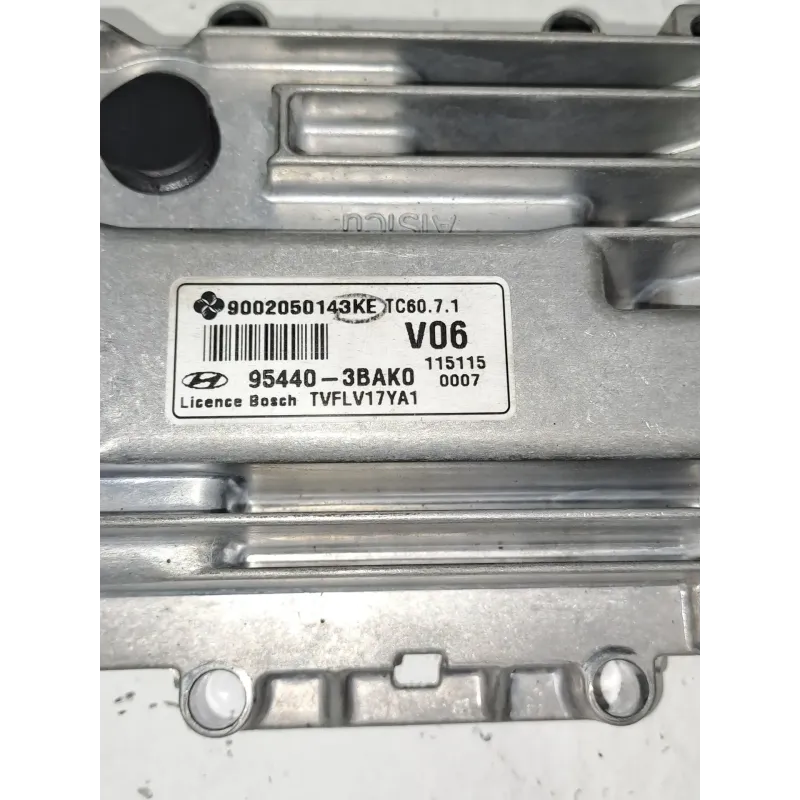 9002050143KE TC60.7.1
V06
115115
95440-3BAK0 0007
Licence Bosch TVFLV17YA1